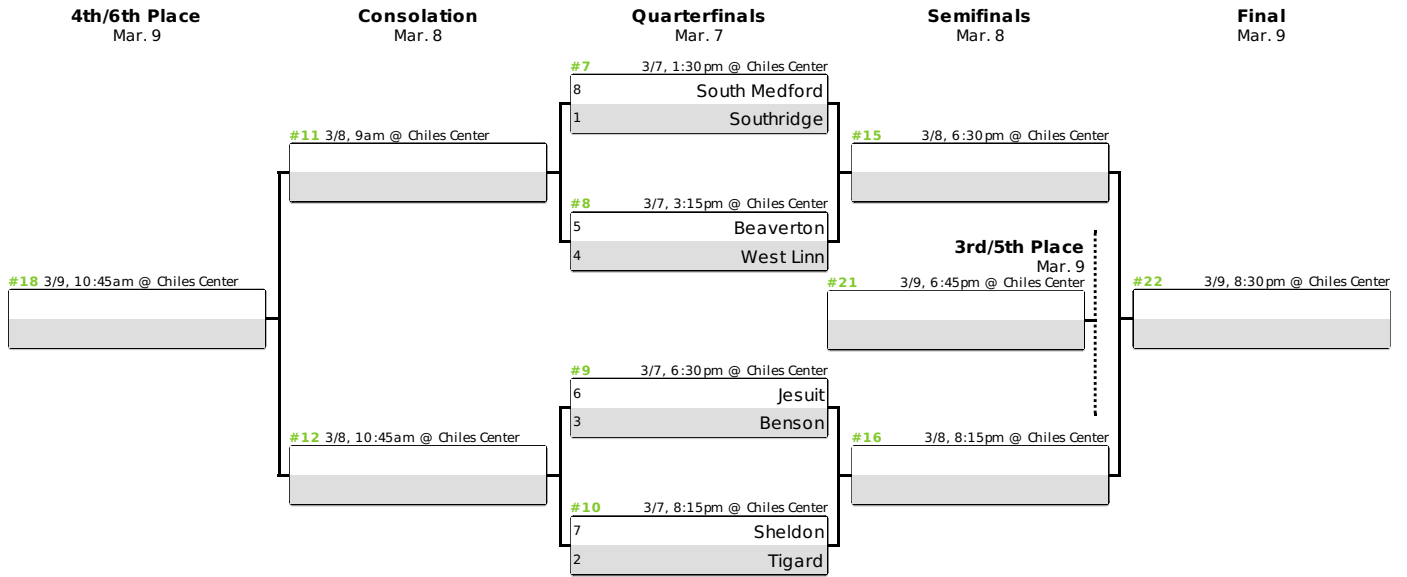 4th/6th Place
Mar. 9
Consolation
Mar. 8
Quarterfinals
Mar. 7
Semifinals
Mar. 8
Final
Mar. 9
#18 3/9, 10:45am @ Chiles Center
#11 3/8, 9am @ Chiles Center
#12 3/8, 10:45am @ Chiles Center
#7 3/7, 1:30pm @ Chiles Center
8 South Medford
1 Southridge
#8 3/7, 3:15pm @ Chiles Center
5 Beaverton
4 West Linn
#9 3/7, 6:30pm @ Chiles Center
6 Jesuit
3 Benson
#10 3/7, 8:15pm @ Chiles Center
7 Sheldon
2 Tigard
#15 3/8, 6:30pm @ Chiles Center
3rd/5th Place
Mar. 9
#21 3/9, 6:45pm @ Chiles Center
#16 3/8, 8:15pm @ Chiles Center
#22 3/9, 8:30pm @ Chiles Center